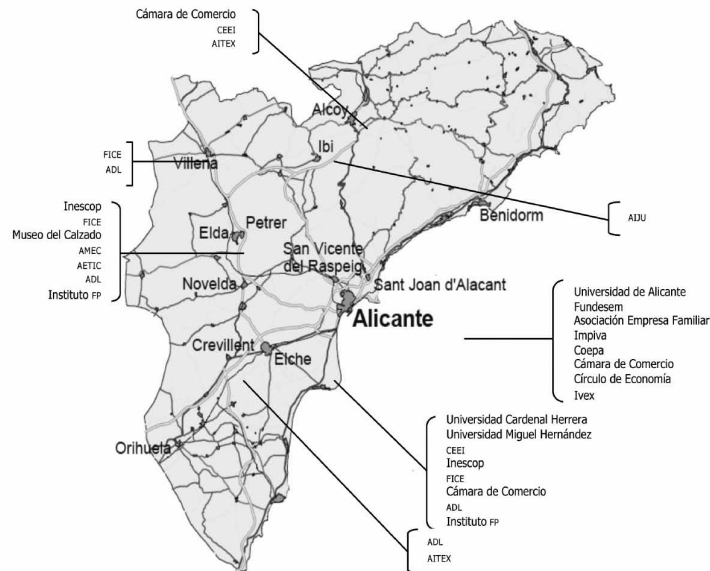 Cámara de Comercio
CEEI
AITEX
Alcoy
Ibi
FICE
ADL
Villena
Inescop
FICE
Museo del Calzado
AMEC
AETIC
ADL
Instituto FP
Elda
Petrer
Benidorm
AIJU
San Vicente
del Raspeig
Sant Joan d'Alacant
Novelda
Alicante
Universidad de Alicante
Fundesem
Asociación Empresa Familiar
Impiva
Coepa
Cámara de Comercio
Círculo de Economía
Ivex
Crevillent
Elche
Orihuela
Universidad Cardenal Herrera
Universidad Miguel Hernández
CEEI
Inescop
FICE
Cámara de Comercio
ADL
Instituto FP
ADL
AITEX